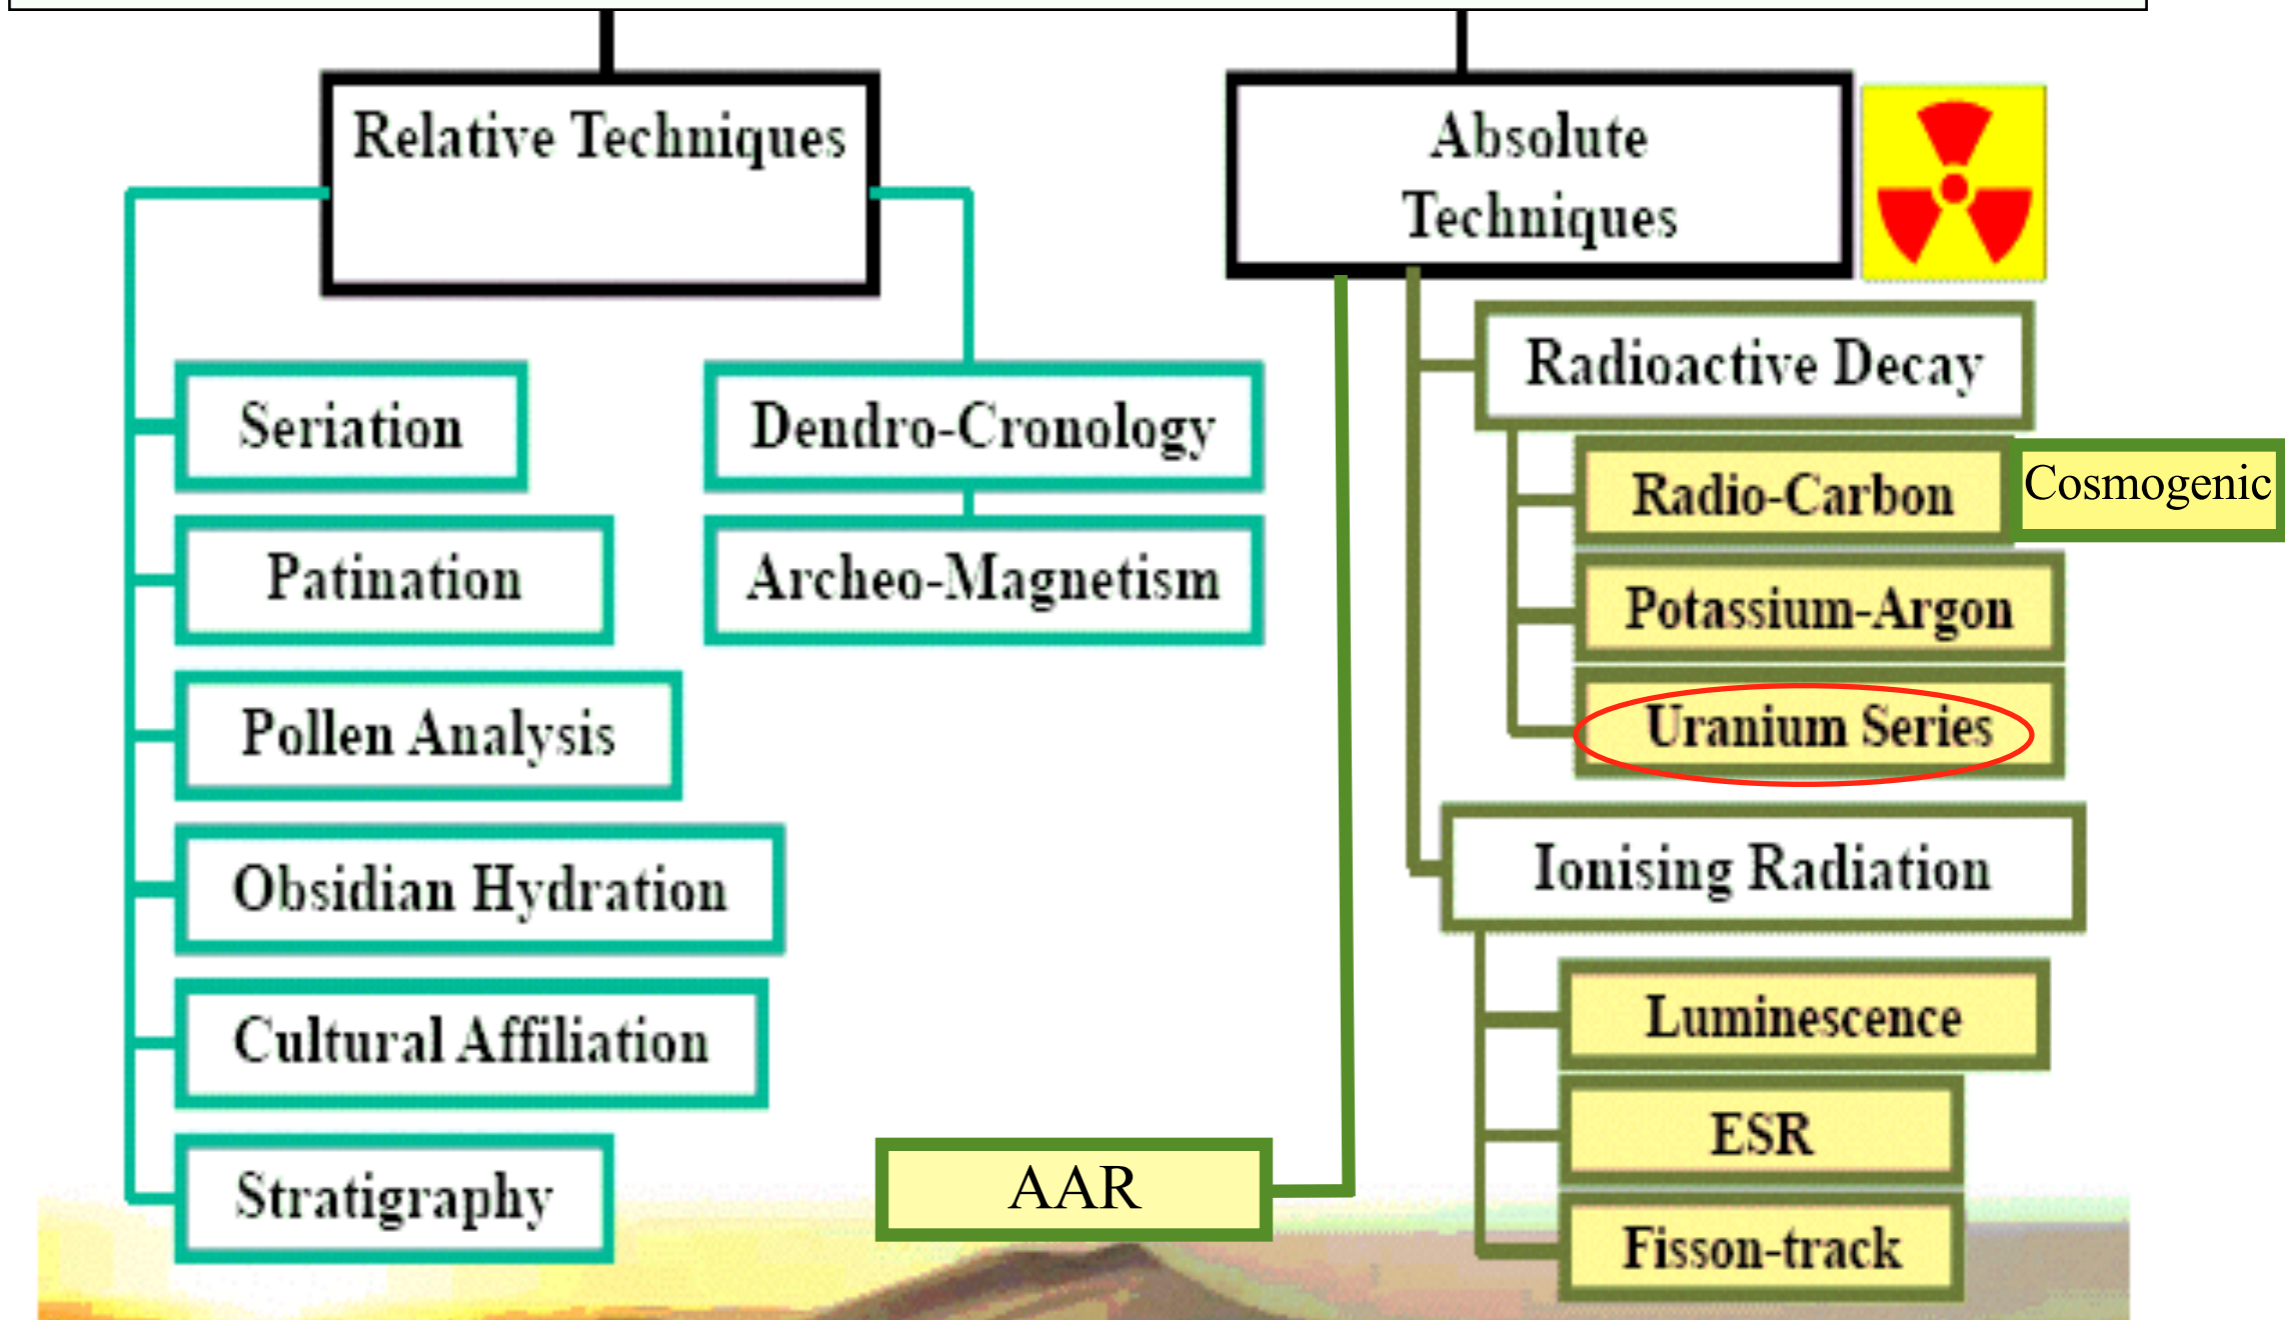 Relative Techniques
Absolute
Techniques
Seriation
Patination
Pollen Analysis
Obsidian Hydration
Cultural Affiliation
Stratigraphy
Dendro-Cronology
Archeo-Magnetism
Radioactive Decay
Radio-Carbon
Cosmogenic
Potassium-Argon
Uranium Series
Ionising Radiation
Luminescence
ESR
Fisson-track
AAR